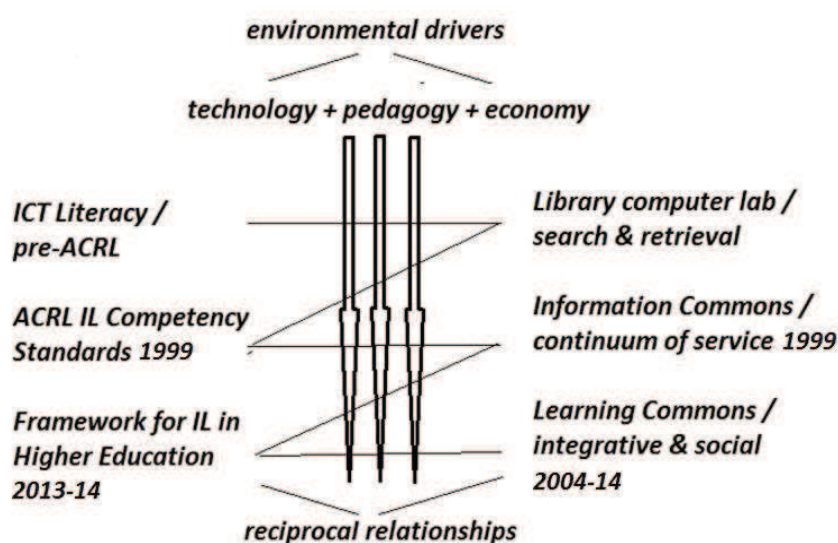 environmental drivers
technology + pedagogy + economy
ICT Literacy /
pre-ACRL
Library computer lab /
search & retrieval
ACRL IL Competency
Standards 1999
Information Commons /
continuum of service 1999
Framework for IL in
Higher Education
2013-14
Learning Commons /
integrative & social
2004-14
reciprocal relationships